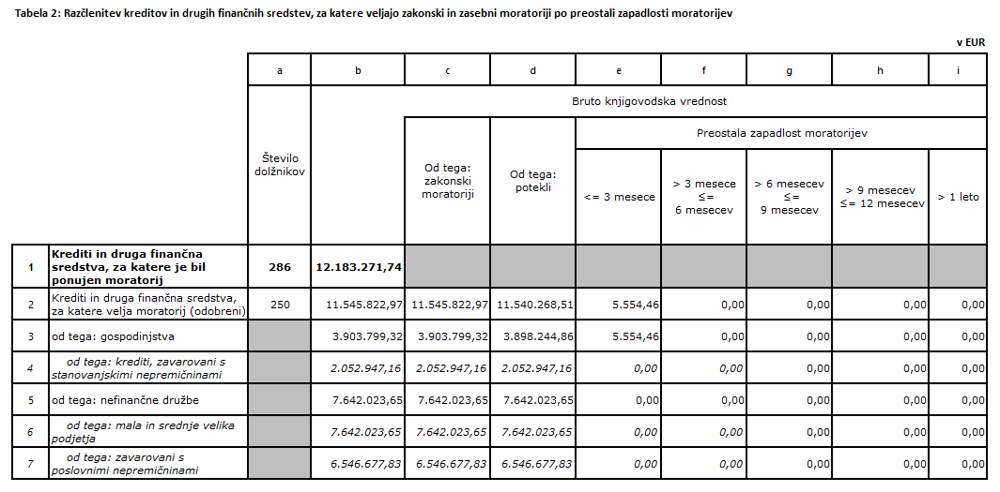 Tabela 2: Razčlenitev kreditov in drugih finančnih sredstev, za katere veljajo zakonski in zasebni moratoriji po preostali zapadlosti moratorijev
v EUR
a b c d e f g h i
Število
dolžnikov
Bruto knjigovodska vrednost
Od tega:
zakonski
moratoriji
Od tega:
potekli
Preostala zapadlost moratorijev
<= 3 mesece
> 3 mesece
≤=
6 mesecev
> 6 mesecev
≤=
9 mesecev
> 9 mesecev
≤= 12 mesecev
> 1 leto
1 Krediti in druga finančna
sredstva, za katere je bil
ponujen moratorij
286 12.183.271,74
2 Krediti in druga finančna sredstva,
za katere velja moratorij (odobreni)
250 11.545.822,97 11.545.822,97 11.540.268,51 5.554,46 0,00 0,00 0,00 0,00
3 od tega: gospodinjstva 3.903.799,32 3.903.799,32 3.898.244,86 5.554,46 0,00 0,00 0,00 0,00
4 od tega: krediti, zavarovani s
stanovanjskimi nepremičninami
2.052.947,16 2.052.947,16 2.052.947,16 0,00 0,00 0,00 0,00 0,00
5 od tega: nefinančne družbe 7.642.023,65 7.642.023,65 7.642.023,65 0,00 0,00 0,00 0,00 0,00
6 od tega: mala in srednje velika
podjetja
7.642.023,65 7.642.023,65 7.642.023,65 0,00 0,00 0,00 0,00 0,00
7 od tega: zavarovani s
poslovnimi nepremičninami
6.546.677,83 6.546.677,83 6.546.677,83 0,00 0,00 0,00 0,00 0,00